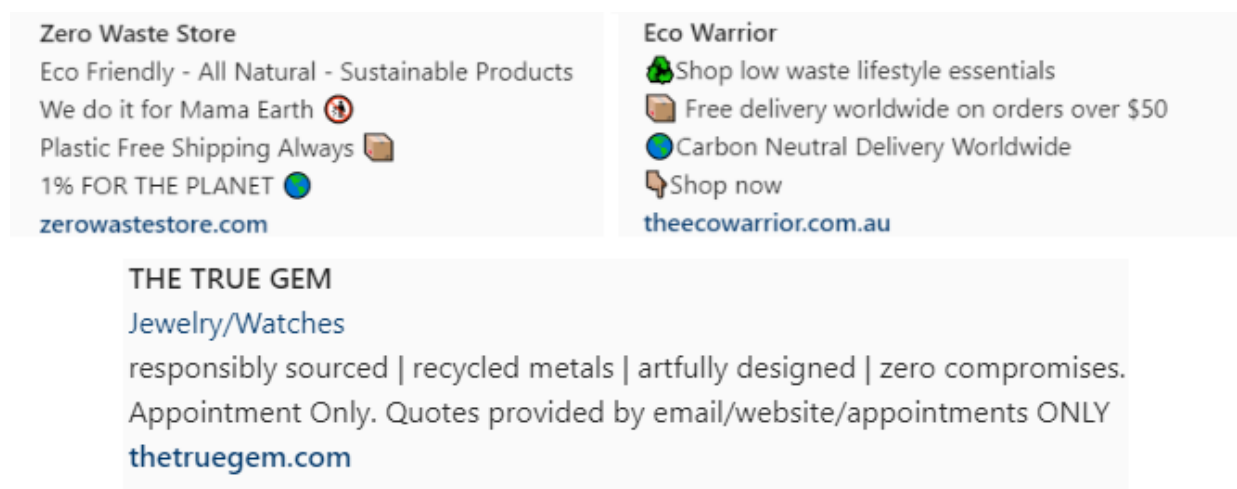 Zero Waste Store
Eco Friendly - All Natural - Sustainable Products
We do it for Mama Earth 🚯
Plastic Free Shipping Always 📦
1% FOR THE PLANET 🌎
zerowastestore.com
Eco Warrior
♻Shop low waste lifestyle essentials
📦 Free delivery worldwide on orders over $50
🌎Carbon Neutral Delivery Worldwide
👇Shop now
theecowarrior.com.au
THE TRUE GEM
Jewelry/Watches
responsibly sourced | recycled metals | artfully designed | zero compromises.
Appointment Only. Quotes provided by email/website/appointments ONLY
thetruegem.com